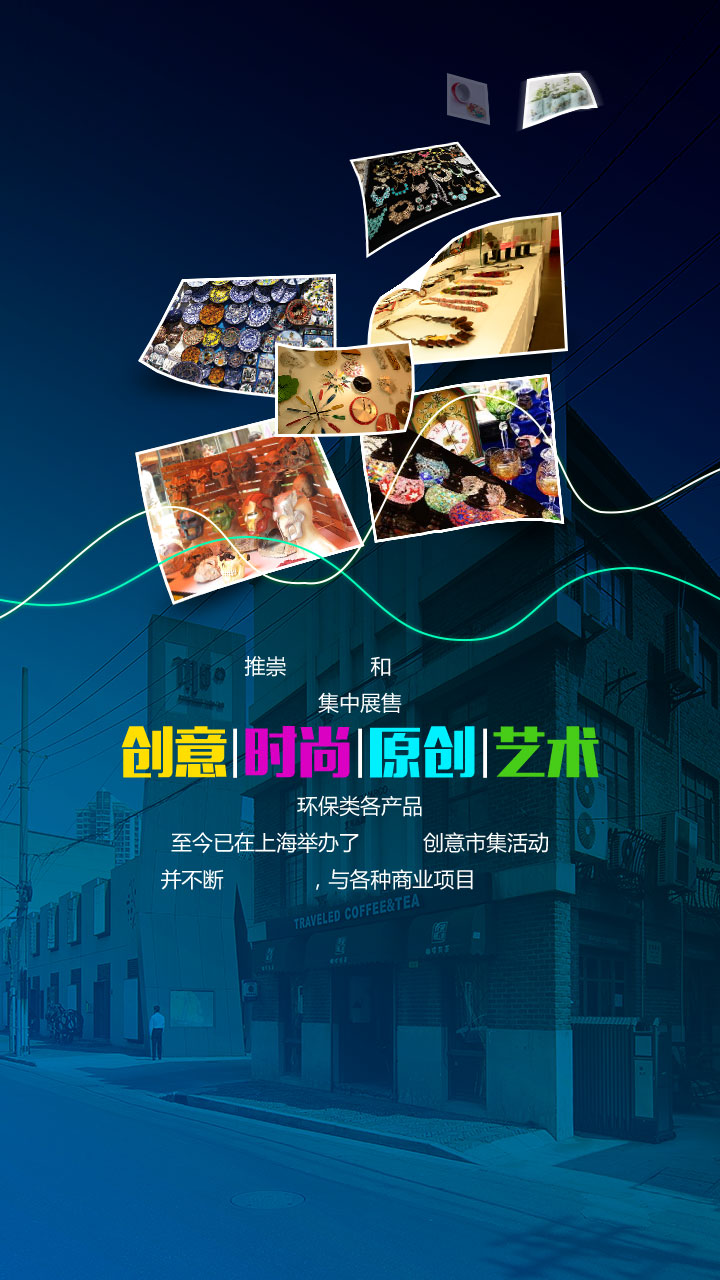 推崇 和
集中展售
创意|时尚|原创|艺术
环保类各产品
至今已在上海举办了 创意市集活动
并不断 ，与各种商业项目
TRAVELED COFFEE&TEA